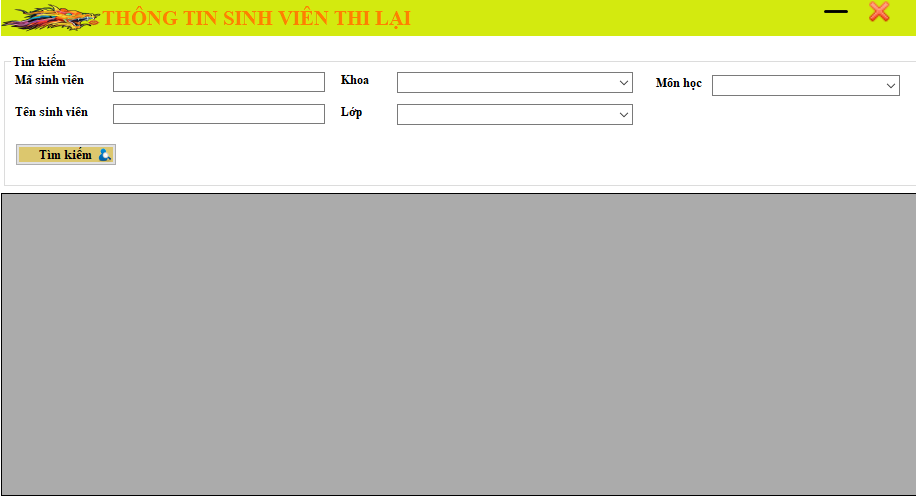 THÔNG TIN SINH VIÊN THI LẠI
Tìm kiếm
Mã sinh viên
Khoa
Môn học
Tên sinh viên
Lớp
Tìm kiếm